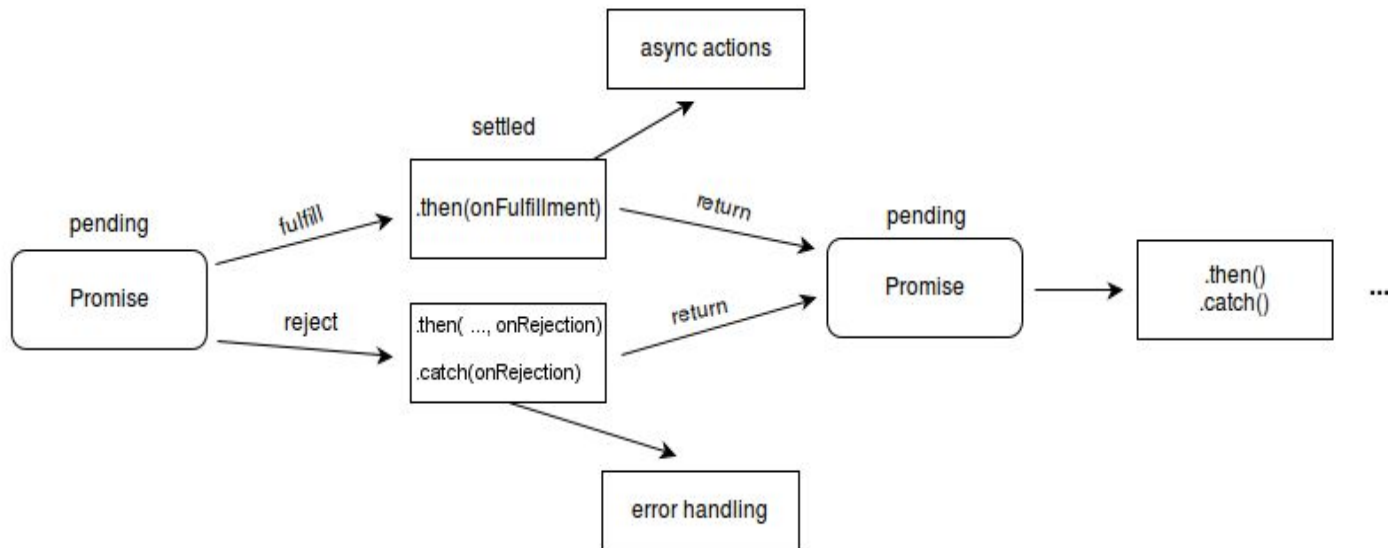 async actions
settled
.then(onFulfillment)
fulfill
return
pending
Promise
pending
Promise
.then()
.catch()
...
reject
.then( ..., onRejection)
.catch(onRejection)
return
error handling